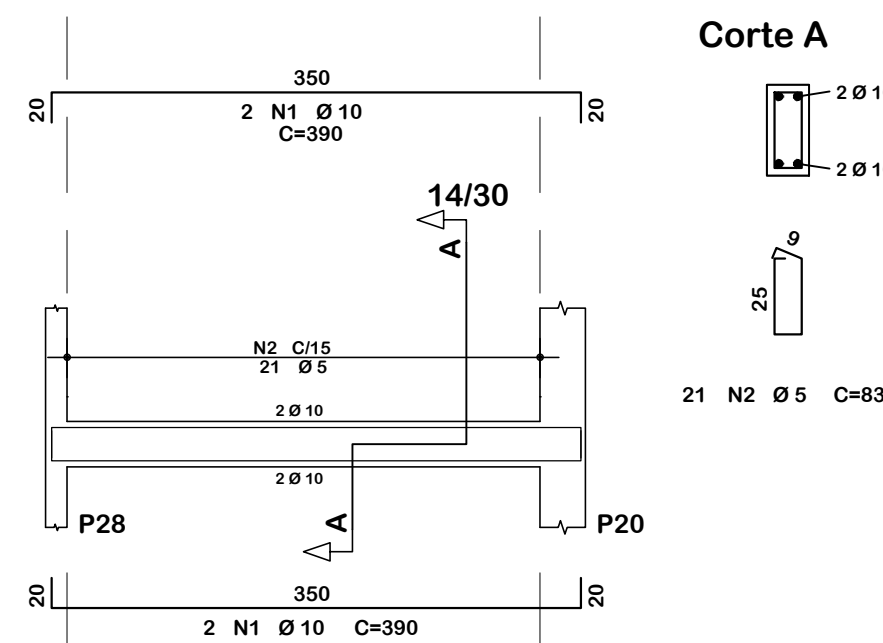 Corte A
350
20
20
2 N1 Ø 10
C=390
2 Ø 1
2 Ø 1
14/30
A
9
25
N2 C/15
21 Ø 5
21 N2 Ø 5 C=83
2 Ø 10
2 Ø 10
A
P28
P20
350
20
20
2 N1 Ø 10 C=390